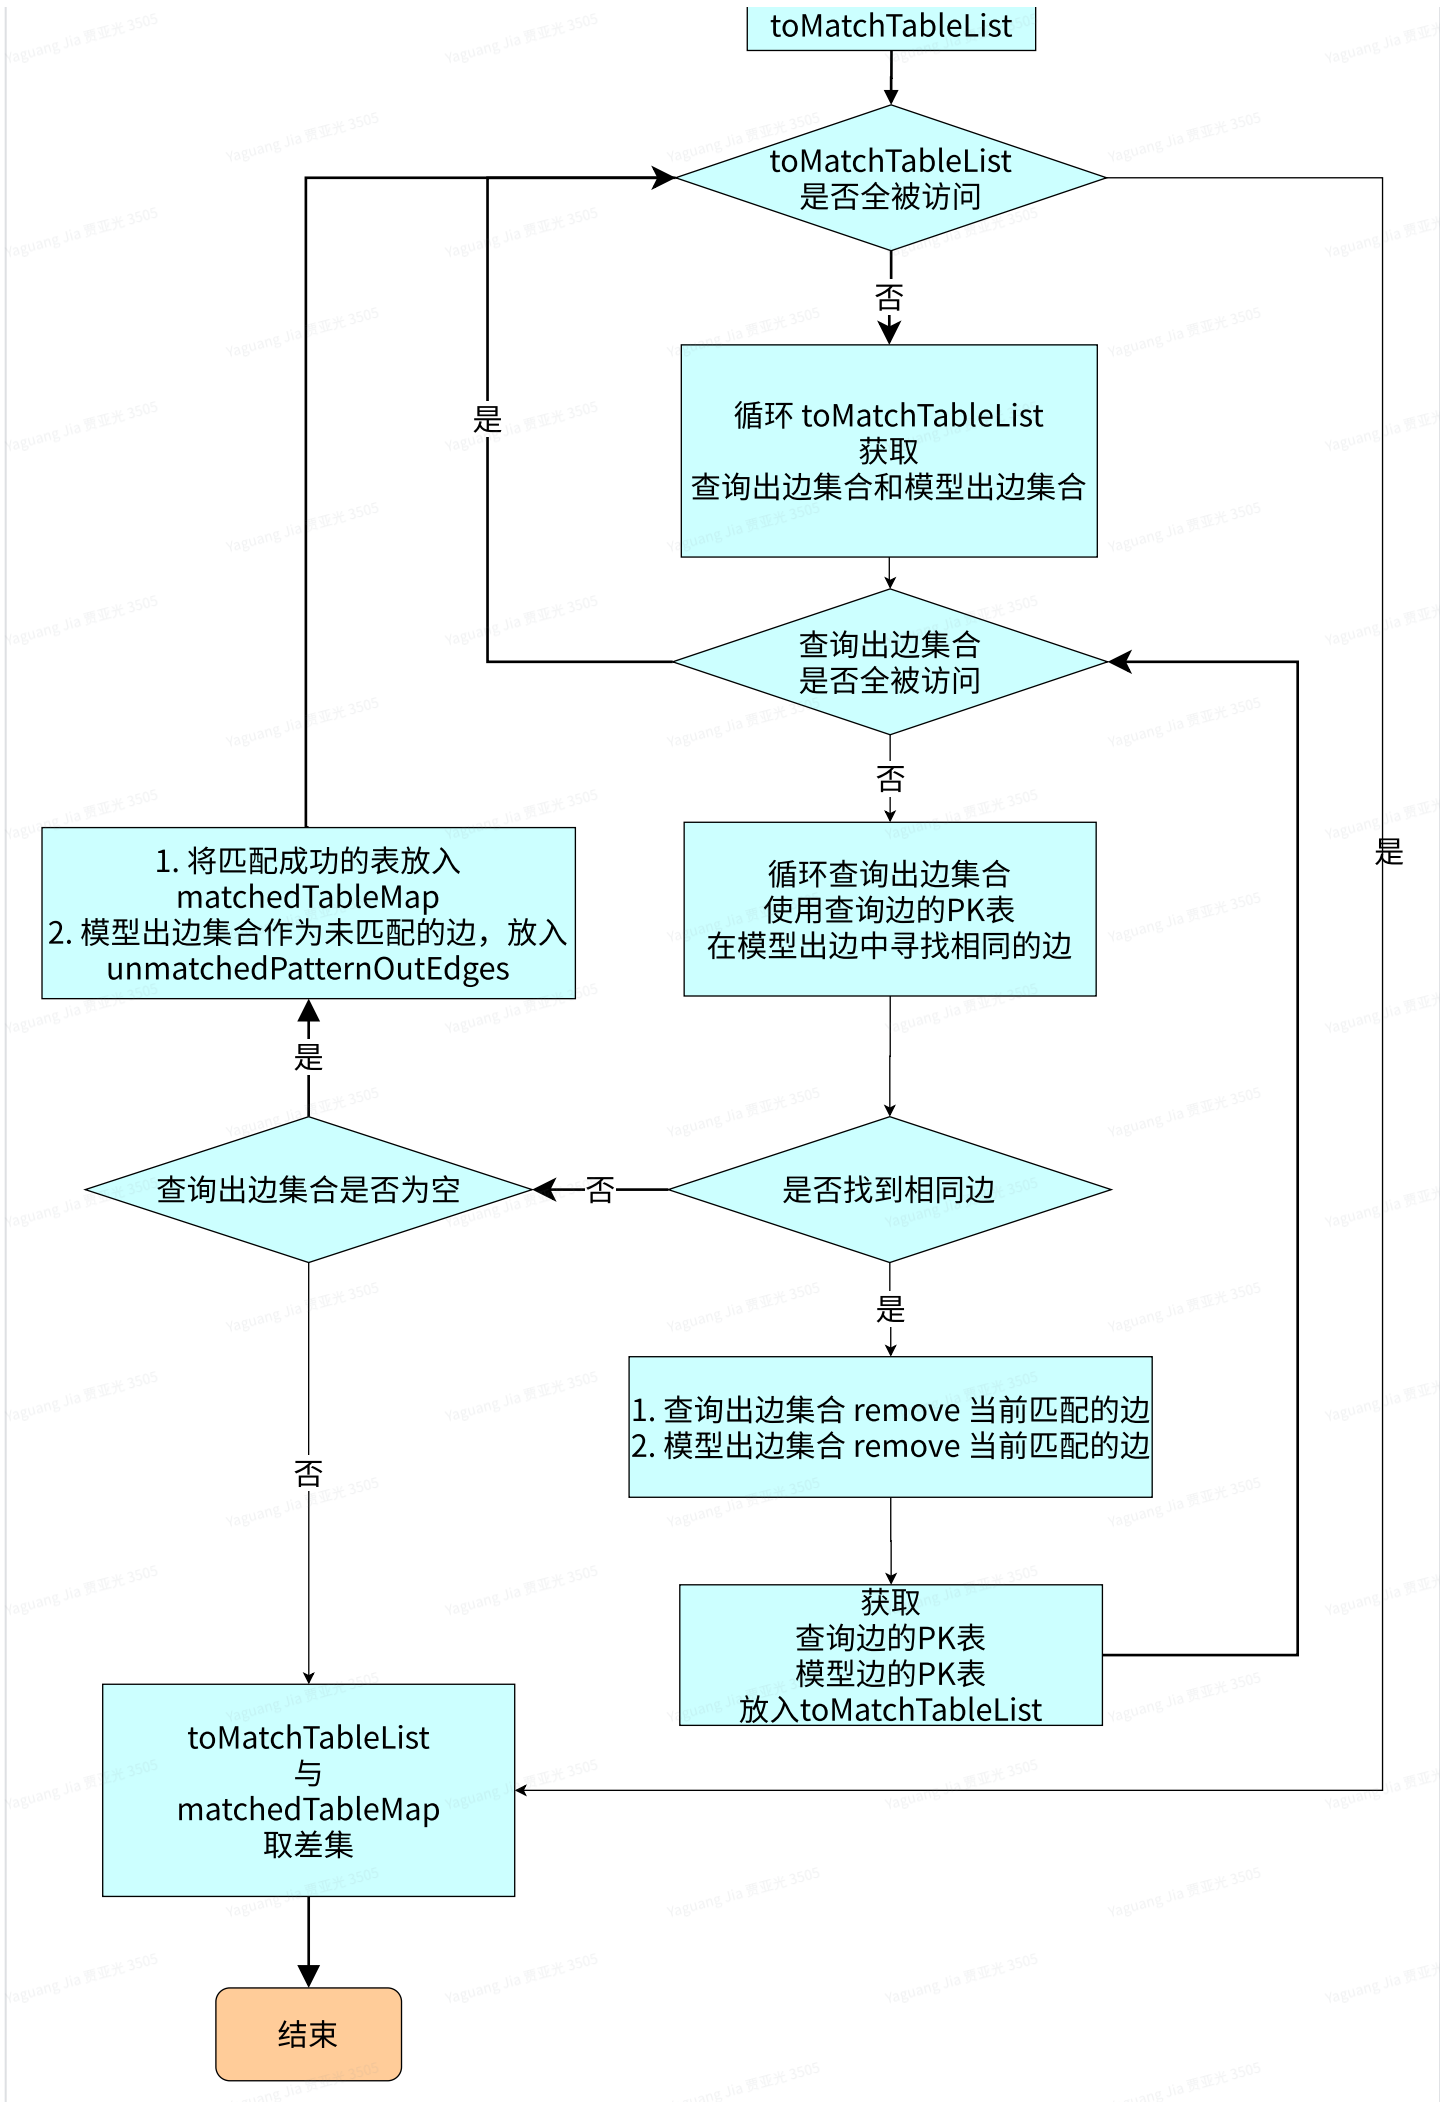 toMatchTableList
toMatchTableList
是否全被访问
否
循环 toMatchTableList
获取
查询出边集合和模型出边集合
是
查询出边集合
是否全被访问
否
是
循环查询出边集合
使用查询边的PK表
在模型出边中寻找相同的边
1. 将匹配成功的表放入
matchedTableMap
2. 模型出边集合作为未匹配的边，放入
unmatchedPatternOutEdges
是
查询出边集合是否为空
否
是否找到相同边
是
1. 查询出边集合 remove 当前匹配的边
2. 模型出边集合 remove 当前匹配的边
否
获取
查询边的PK表
模型边的PK表
放入toMatchTableList
toMatchTableList
与
matchedTableMap
取差集
结束
Yaguang Jia 贾亚光 3505